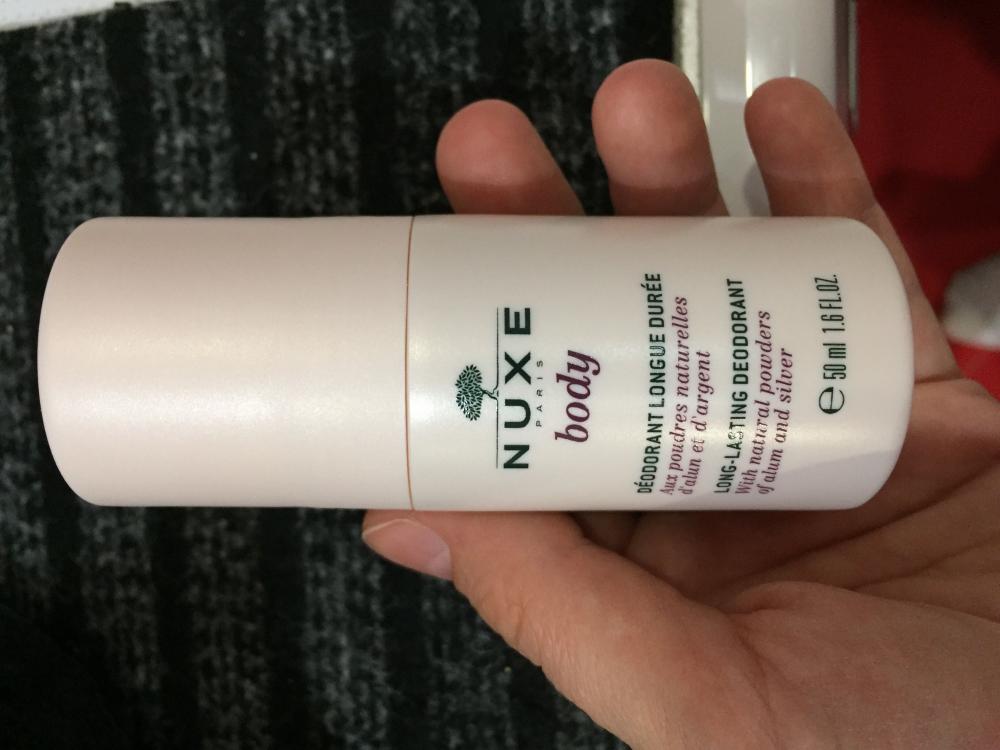 NUXE
PARIS
body
DÉODORANT LONGUE DURÉE
Aux poudres naturelles
d'alun et d'argent
LONG-LASTING DEODORANT
With natural powders
of alum and silver
℮ 50 ml 1.6 FL.OZ.